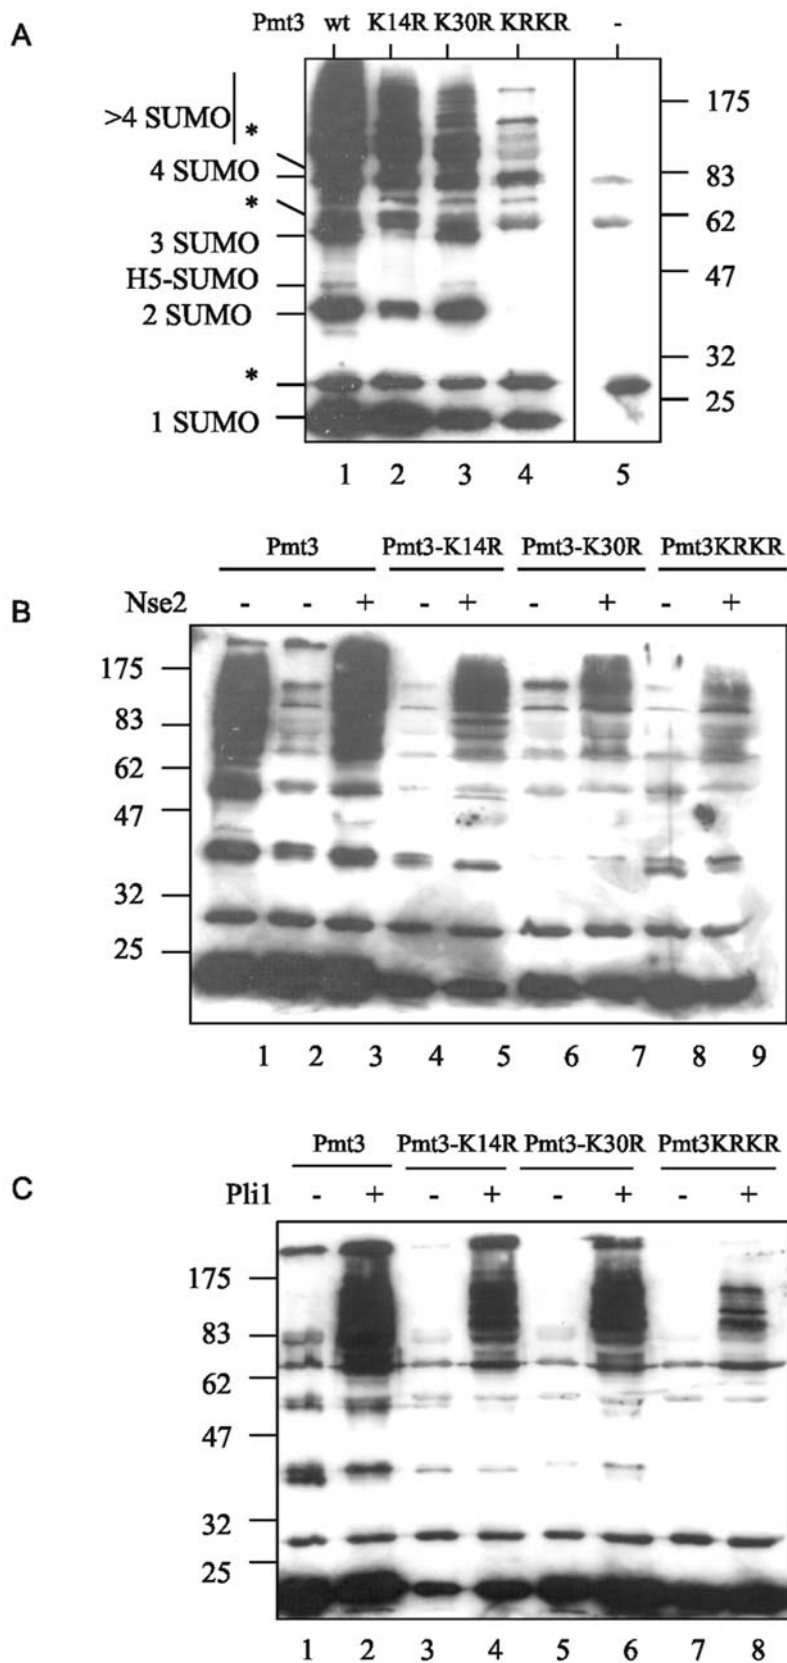 A
Pmt3 wt K14R K30R KRKR -
>4 SUMO
*
4 SUMO
*
3 SUMO
H5-SUMO
2 SUMO
*
1 SUMO
175
83
62
47
32
25
1 2 3 4 5
B
Pmt3 Pmt3-K14R Pmt3-K30R Pmt3KRKR
Nse2 - - + - + - + - +
175
83
62
47
32
25
1 2 3 4 5 6 7 8 9
C
Pmt3 Pmt3-K14R Pmt3-K30R Pmt3KRKR
Pli1 - + - + - + - +
175
83
62
47
32
25
1 2 3 4 5 6 7 8